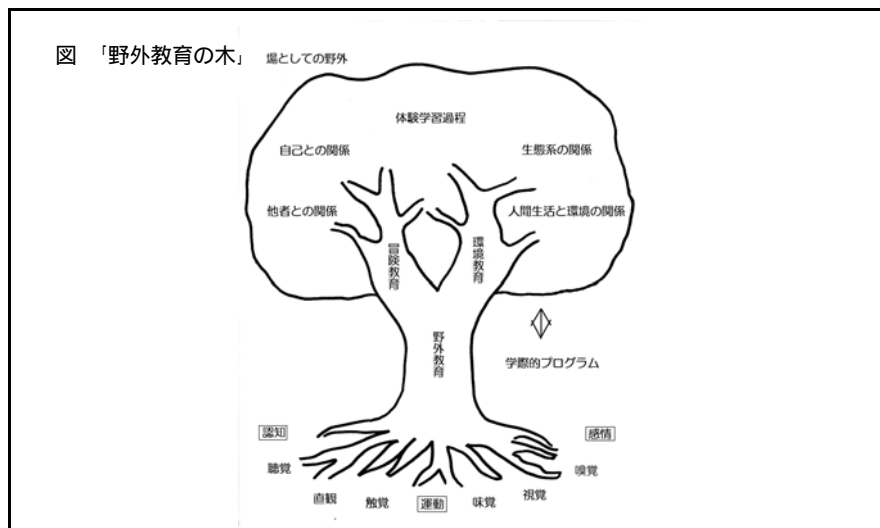 図 「野外教育の木」
場としての野外
体験学習過程
自己との関係
生態系の関係
他者との関係
人間生活と環境の関係
冒険教育
環境教育
野外教育
学際的プログラム
認知
感情
聴覚
嗅覚
直観
触覚
運動
味覚
視覚